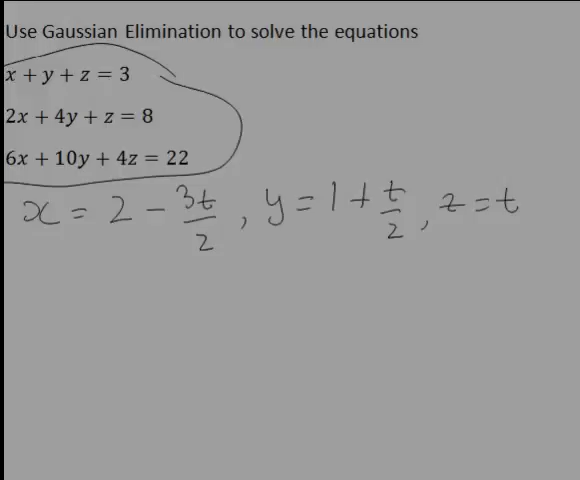 Use Gaussian Elimination to solve the equations
x + y + z = 3
2x + 4y + z = 8
6x + 10y + 4z = 22
x = 2 - 3t/2 , y = 1 + t/2 , z = t